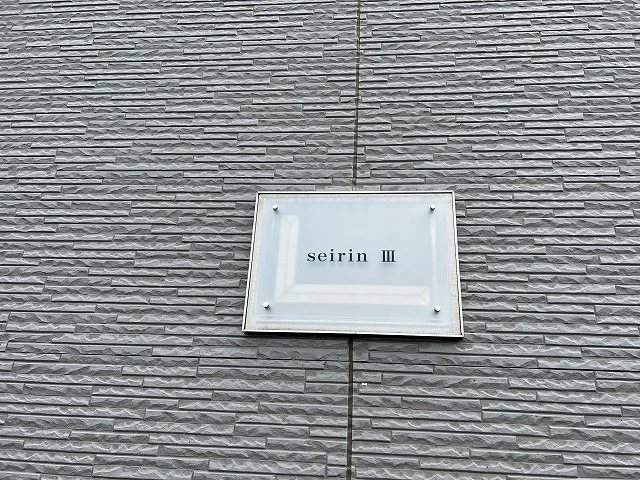 seirin Ⅲ